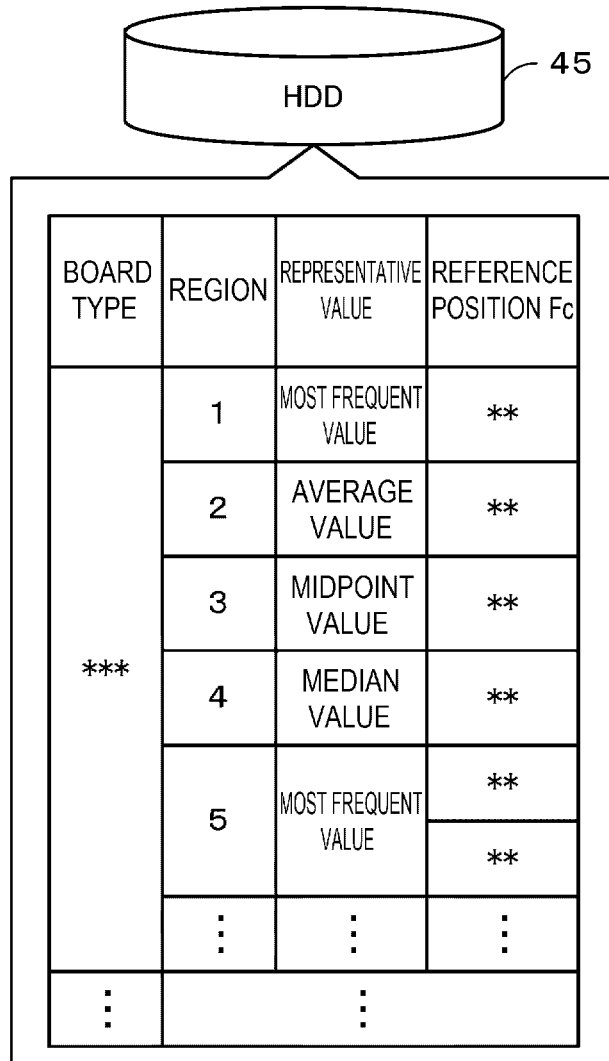 HDD
45
BOARD
TYPE
REGION
REPRESENTATIVE
VALUE
REFERENCE
POSITION Fc
***
1
MOST FREQUENT
VALUE
**
2
AVERAGE
VALUE
**
3
MIDPOINT
VALUE
**
4
MEDIAN
VALUE
**
5
MOST FREQUENT
VALUE
**
**
⋮ ⋮ ⋮
⋮ ⋮